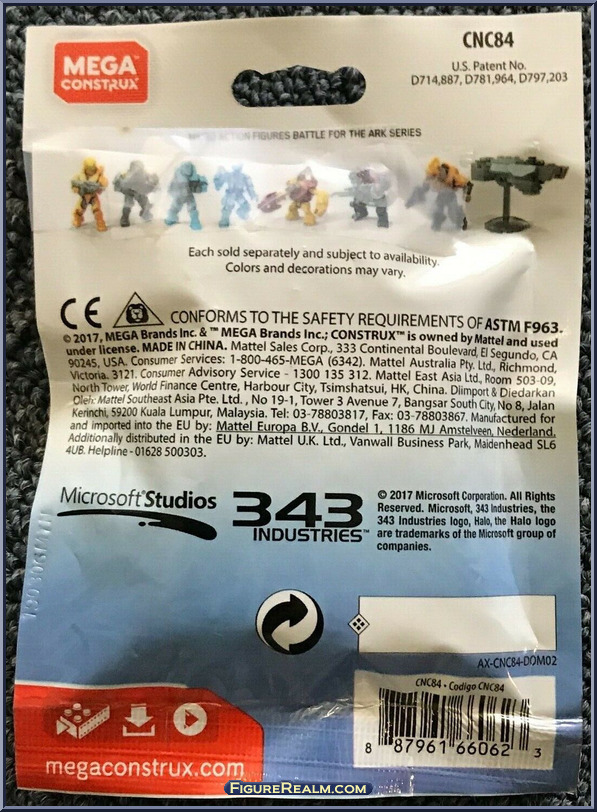 MEGA
CONSTRUX™
CNC84
U.S. Patent No.
D714,887, D781,964, D797,203
MICRO ACTION FIGURES BATTLE FOR THE ARK SERIES
Each sold separately and subject to availability.
Colors and decorations may vary.
CE CONFORMS TO THE SAFETY REQUIREMENTS OF ASTM F963.
© 2017, MEGA Brands Inc. & ™ MEGA Brands Inc.; CONSTRUX™ is owned by Mattel and used
under license. MADE IN CHINA. Mattel Sales Corp., 333 Continental Boulevard, El Segundo, CA
90245, USA. Consumer Services: 1-800-465-MEGA (6342). Mattel Australia Pty. Ltd., Richmond,
Victoria. 3121. Consumer Advisory Service - 1300 135 312. Mattel East Asia Ltd., Room 503-09,
North Tower, World Finance Centre, Harbour City, Tsimshatsui, HK, China. Diimport & Diedarkan
Oleh: Mattel Southeast Asia Pte. Ltd. , No 19-1, Tower 3 Avenue 7, Bangsar South City, No 8, Jalan
Kerinchi, 59200 Kuala Lumpur, Malaysia. Tel: 03-78803817, Fax: 03-78803867. Manufactured for
and imported into the EU by: Mattel Europa B.V., Gondel 1, 1186 MJ Amstelveen, Nederland.
Additionally distributed in the EU by: Mattel U.K. Ltd., Vanwall Business Park, Maidenhead SL6
4UB. Helpline - 01628 500303.
Microsoft® Studios
343
INDUSTRIES™
© 2017 Microsoft Corporation. All Rights
Reserved. Microsoft, 343 Industries, the
343 Industries logo, Halo, the Halo logo
are trademarks of the Microsoft group of
companies.
AX-CNC84-DOM02
CNC84 • Codigo CNC84
8 87961 66062 3
megaconstrux.com
FIGUREREALM.COM